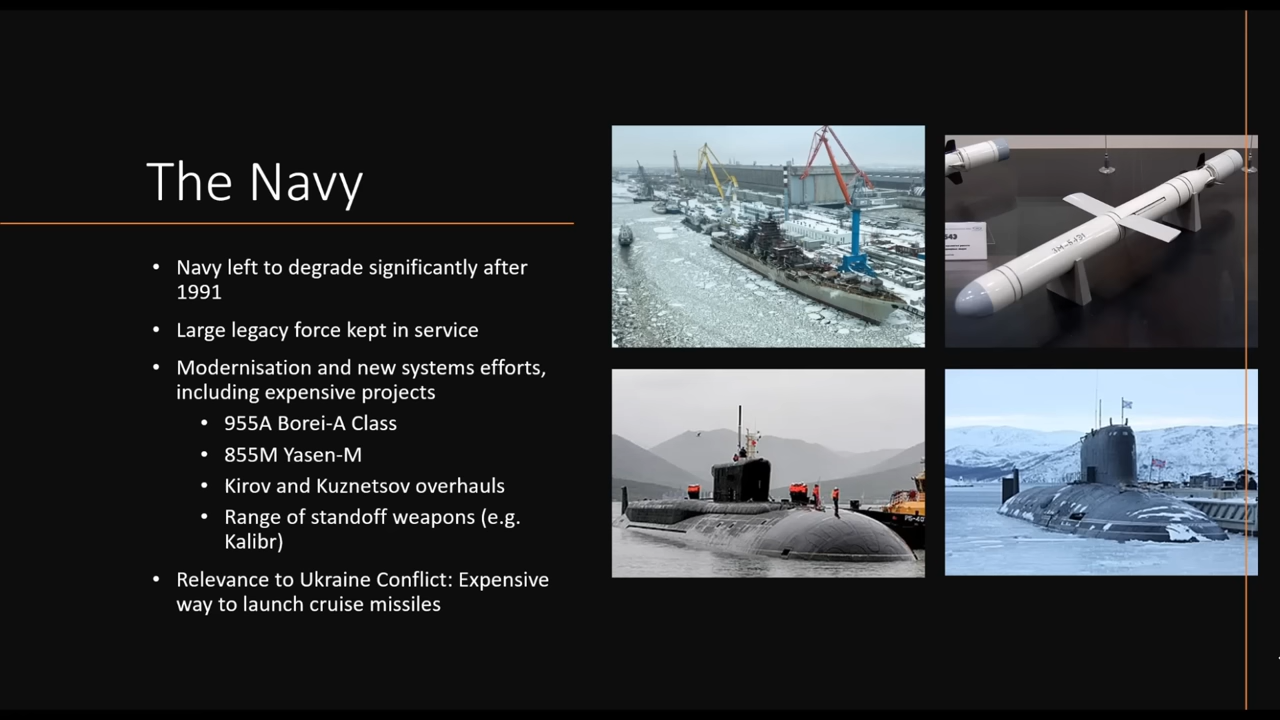 The Navy
• Navy left to degrade significantly after
1991
• Large legacy force kept in service
• Modernisation and new systems efforts,
including expensive projects
• 955A Borei-A Class
• 855M Yasen-M
• Kirov and Kuznetsov overhauls
• Range of standoff weapons (e.g.
Kalibr)
• Relevance to Ukraine Conflict: Expensive
way to launch cruise missiles